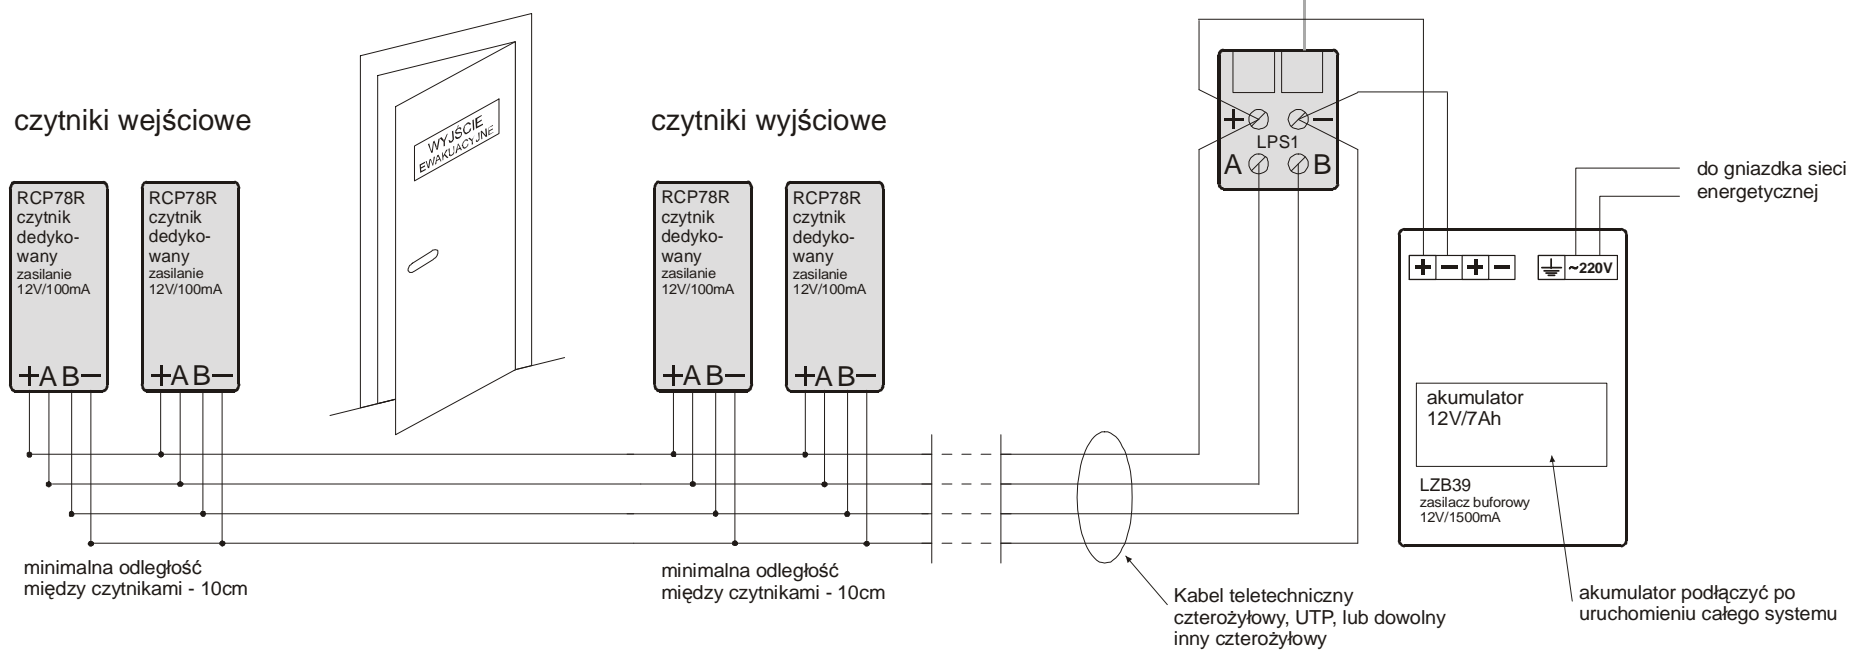 czytniki wejściowe
RCP78R
czytnik
dedyko-
wany
zasilanie
12V/100mA
+AB−
RCP78R
czytnik
dedyko-
wany
zasilanie
12V/100mA
+AB−
minimalna odległość
między czytnikami - 10cm
WYJŚCIE
EWAKUACYJNE
czytniki wyjściowe
RCP78R
czytnik
dedyko-
wany
zasilanie
12V/100mA
+AB−
RCP78R
czytnik
dedyko-
wany
zasilanie
12V/100mA
+AB−
minimalna odległość
między czytnikami - 10cm
+ −
LPS1
A B
Kabel teletechniczny
czterożyłowy, UTP, lub dowolny
inny czterożyłowy
do gniazdka sieci
energetycznej
+ − + − ~220V
akumulator
12V/7Ah
LZB39
zasilacz buforowy
12V/1500mA
akumulator podłączyć po
uruchomieniu całego systemu